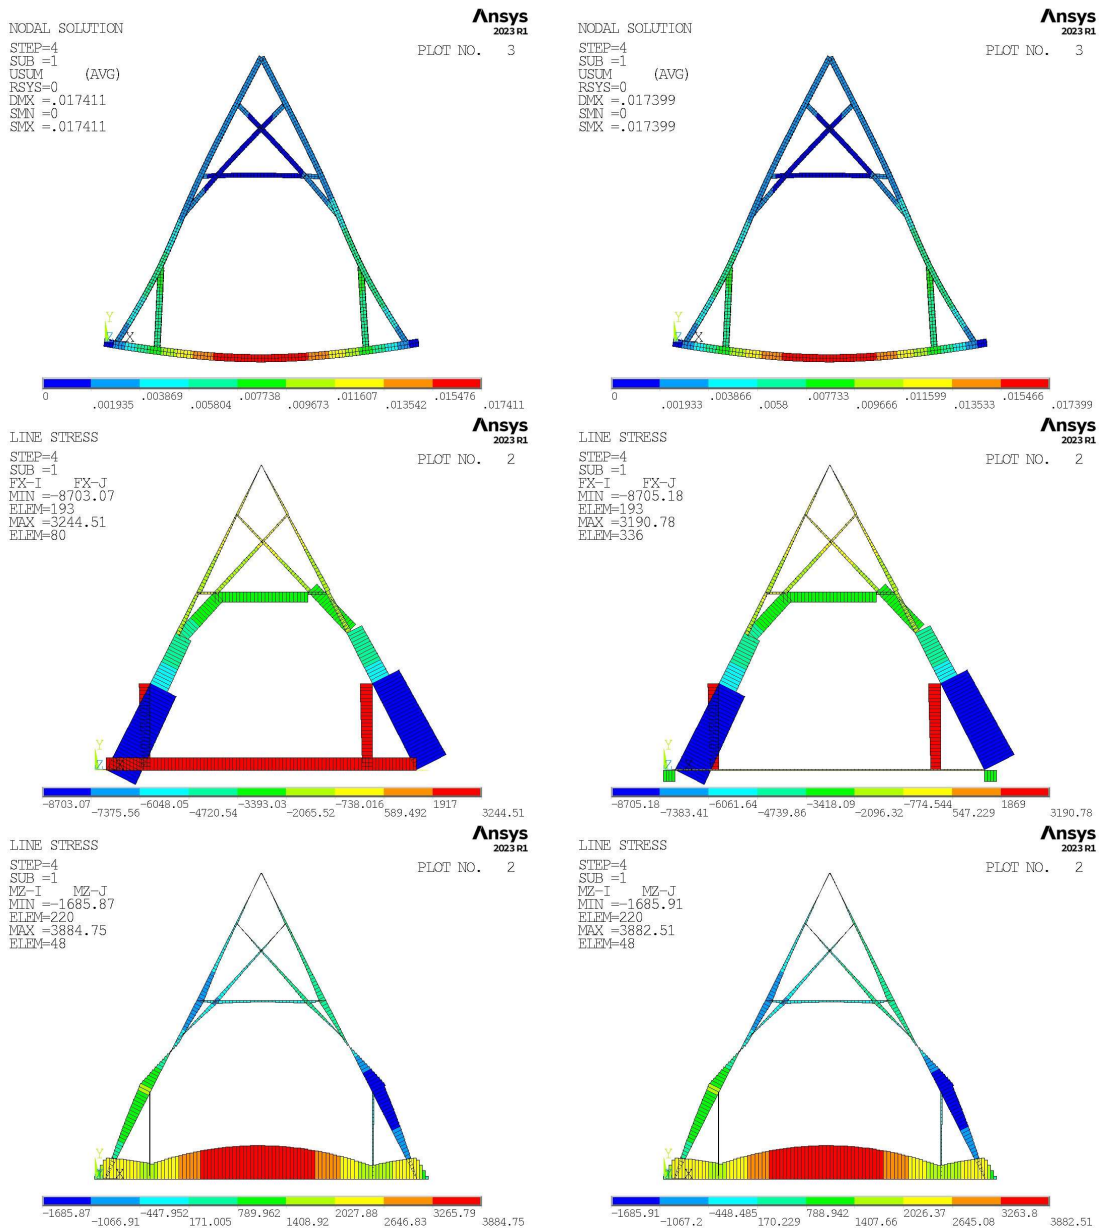 Ansys
2023 R1
NODAL SOLUTION
STEP=4
SUB =1
USUM (AVG)
RSYS=0
DMX =.017411
SMN =0
SMX =.017411
PLOT NO. 3
Y
Z X
0 .001935 .003869 .005804 .007738 .009673 .011607 .013542 .015476 .017411
Ansys
2023 R1
NODAL SOLUTION
STEP=4
SUB =1
USUM (AVG)
RSYS=0
DMX =.017399
SMN =0
SMX =.017399
PLOT NO. 3
Y
Z X
0 .001933 .003866 .0058 .007733 .009666 .011599 .013533 .015466 .017399
Ansys
2023 R1
LINE STRESS
STEP=4
SUB =1
FX-I FX-J
MIN =-8703.07
ELEM=193
MAX =3244.51
ELEM=80
PLOT NO. 2
Y
Z X
-8703.07 -7375.56 -6048.05 -4720.54 -3393.03 -2065.52 -738.016 589.492 1917 3244.51
Ansys
2023 R1
LINE STRESS
STEP=4
SUB =1
FX-I FX-J
MIN =-8705.18
ELEM=193
MAX =3190.78
ELEM=336
PLOT NO. 2
Y
Z X
-8705.18 -7383.41 -6061.64 -4739.86 -3418.09 -2096.32 -774.544 547.229 1869 3190.78
Ansys
2023 R1
LINE STRESS
STEP=4
SUB =1
MZ-I MZ-J
MIN =-1685.87
ELEM=220
MAX =3884.75
ELEM=48
PLOT NO. 2
Y
Z X
-1685.87 -1066.91 -447.952 171.005 789.962 1408.92 2027.88 2646.83 3265.79 3884.75
Ansys
2023 R1
LINE STRESS
STEP=4
SUB =1
MZ-I MZ-J
MIN =-1685.91
ELEM=220
MAX =3882.51
ELEM=48
PLOT NO. 2
Y
Z X
-1685.91 -1067.2 -448.485 170.229 788.942 1407.66 2026.37 2645.08 3263.8 3882.51